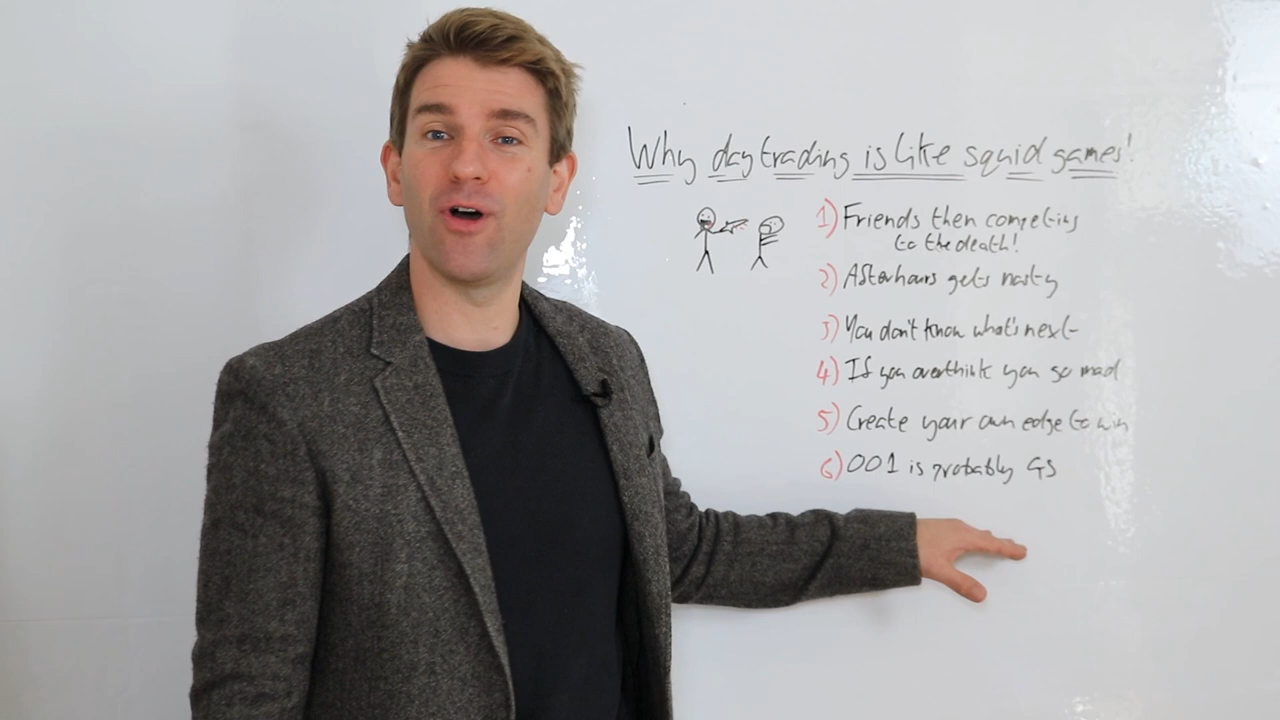 Why day trading is like squid games!
1) Friends then competing
to the death!
2) Afterhours gets nasty
3) You don't know what's next
4) If you overthink you go mad
5) Create your own edge to win
6) 001 is probably GS